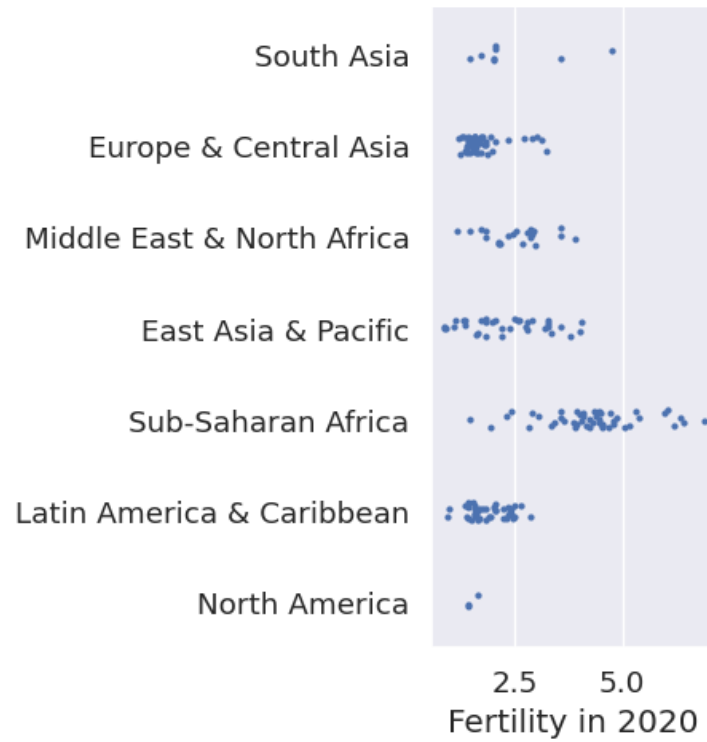 South Asia
Europe & Central Asia
Middle East & North Africa
East Asia & Pacific
Sub-Saharan Africa
Latin America & Caribbean
North America
2.5 5.0
Fertility in 2020